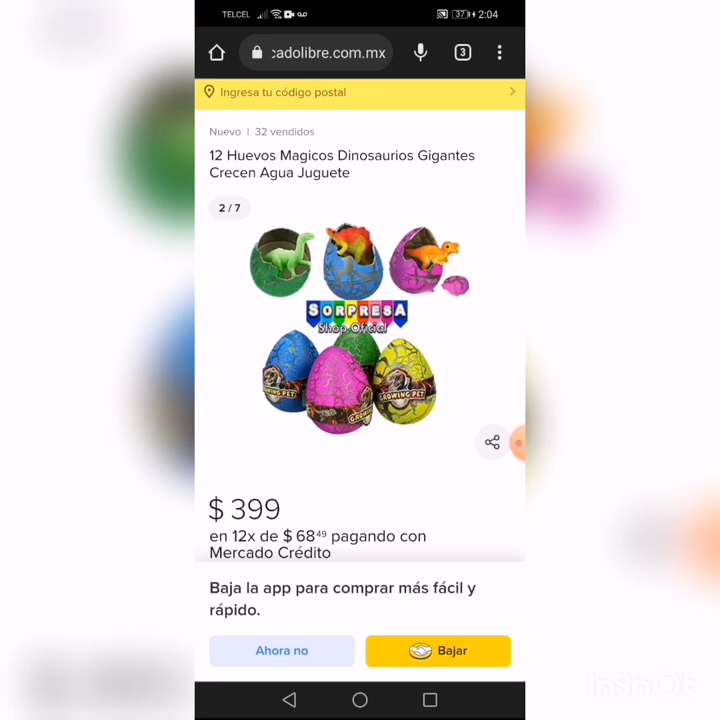 TELCEL 37 2:04
cadolibre.com.mx 3
Ingresa tu código postal
Nuevo | 32 vendidos
12 Huevos Magicos Dinosaurios Gigantes
Crecen Agua Juguete
2 / 7
SORPRESA
Shop Oficial
GROWING PET
GROWING PET
$ 399
en 12x de $ 68⁴⁹ pagando con
Mercado Crédito
Baja la app para comprar más fácil y
rápido.
Ahora no
Bajar
InShOt